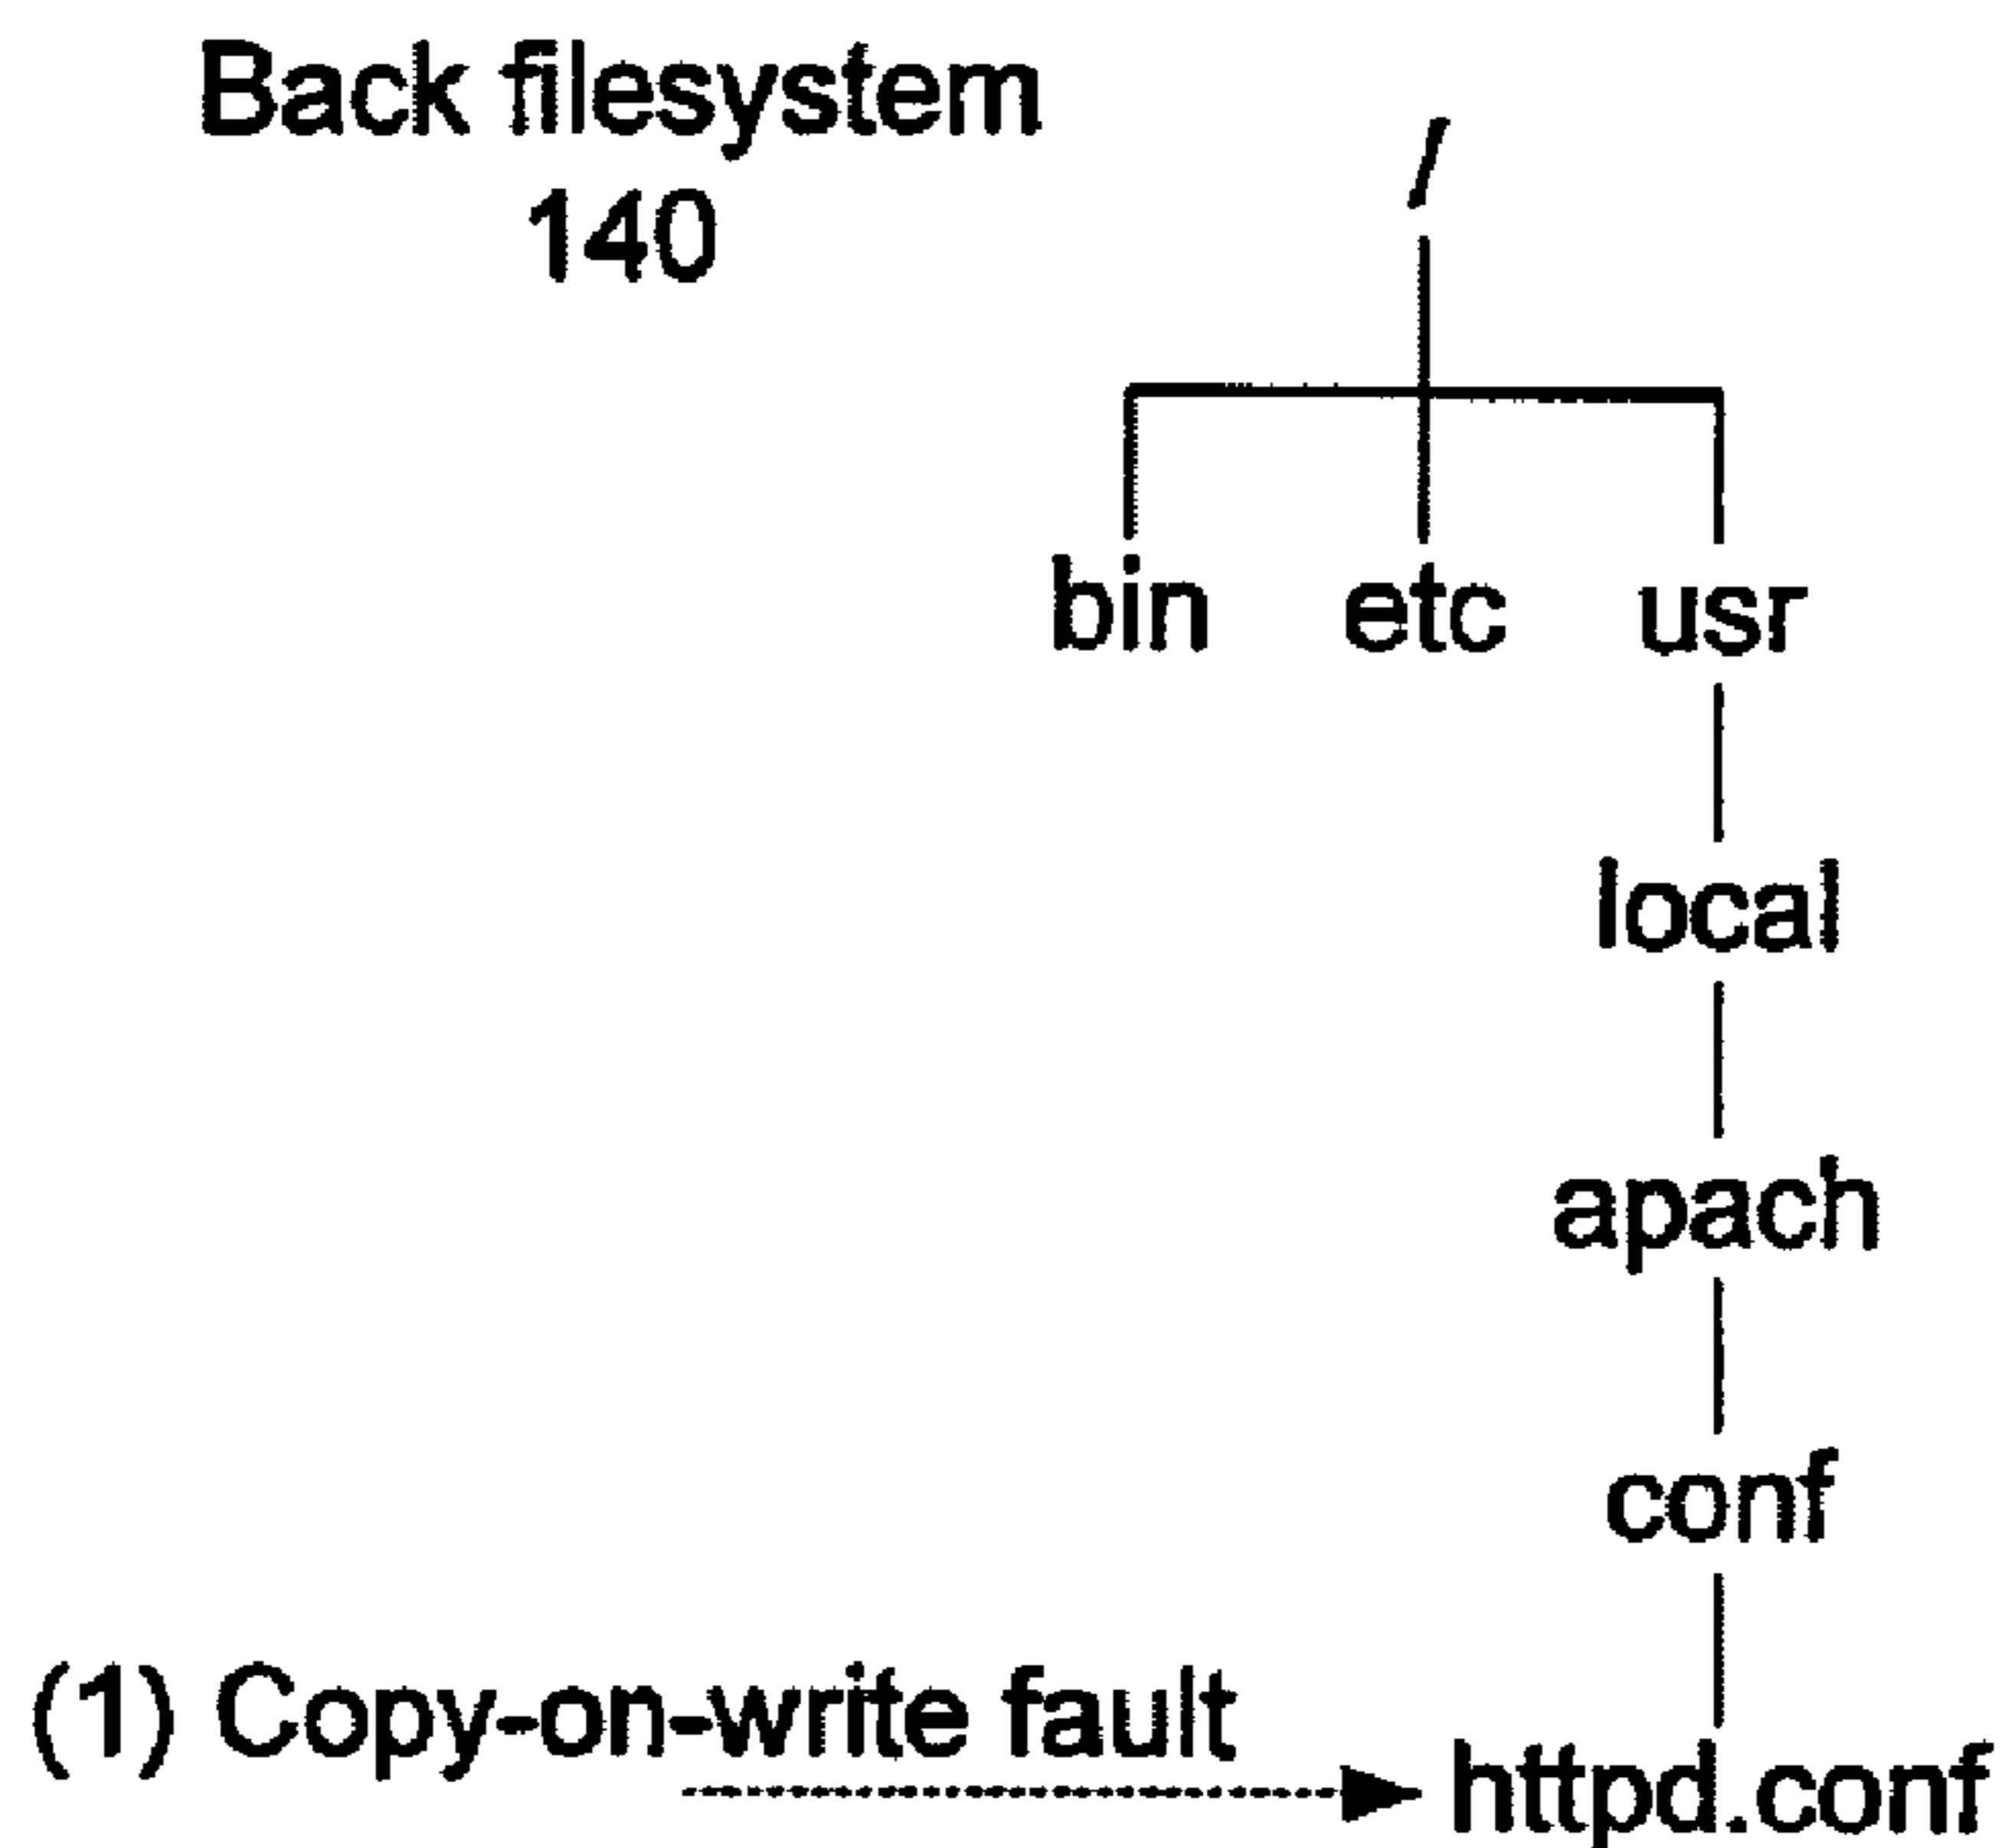 Back filesystem
140
/
bin etc usr
local
apach
conf
(1) Copy-on-write fault
httpd.conf